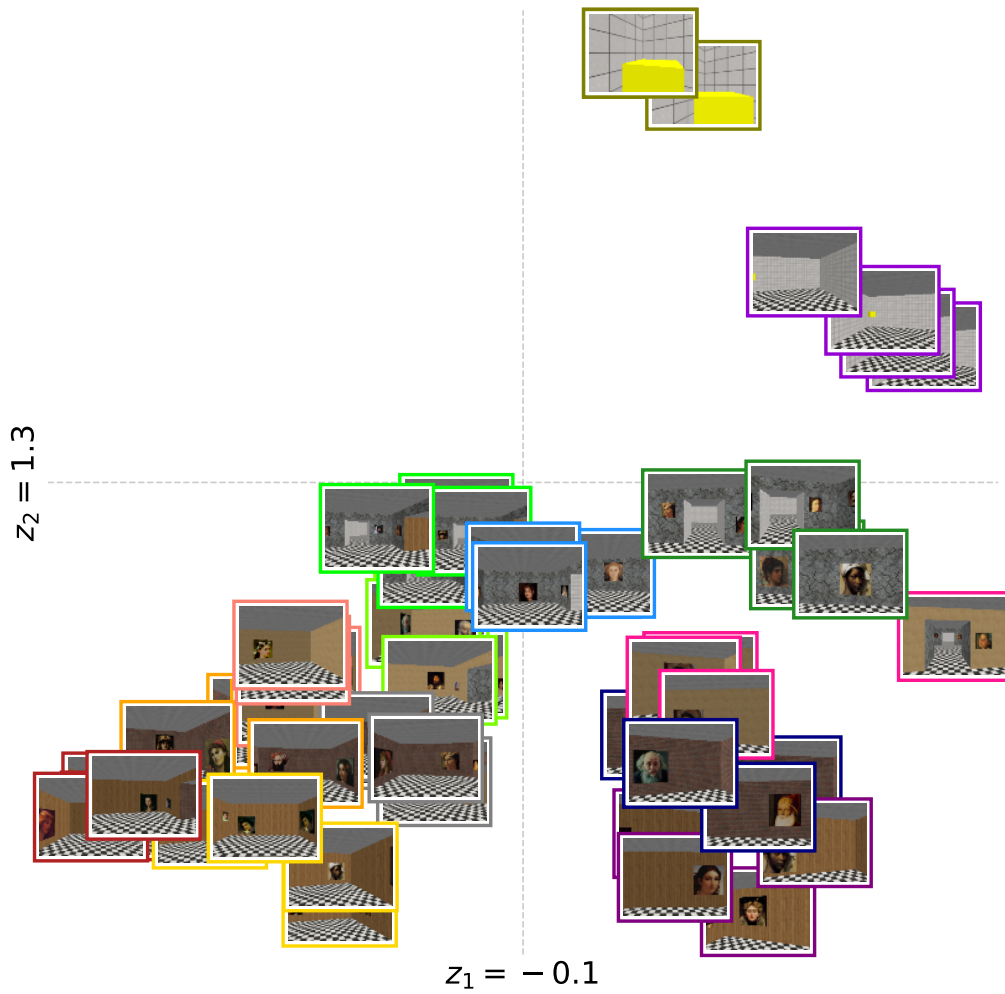 z₂ = 1.3
z₁ = −0.1